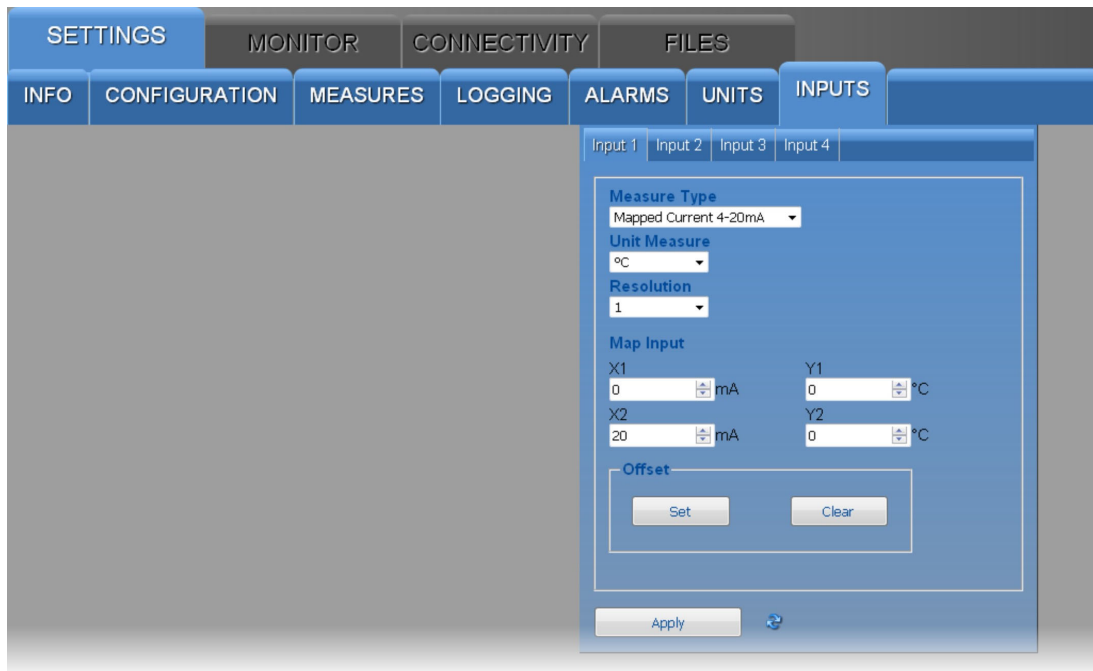 SETTINGS MONITOR CONNECTIVITY FILES
INFO CONFIGURATION MEASURES LOGGING ALARMS UNITS INPUTS
Input 1 Input 2 Input 3 Input 4
Measure Type
Mapped Current 4-20mA
Unit Measure
ºC
Resolution
1
Map Input
X1 Y1
0 mA 0 °C
X2 Y2
20 mA 0 °C
Offset
Set Clear
Apply